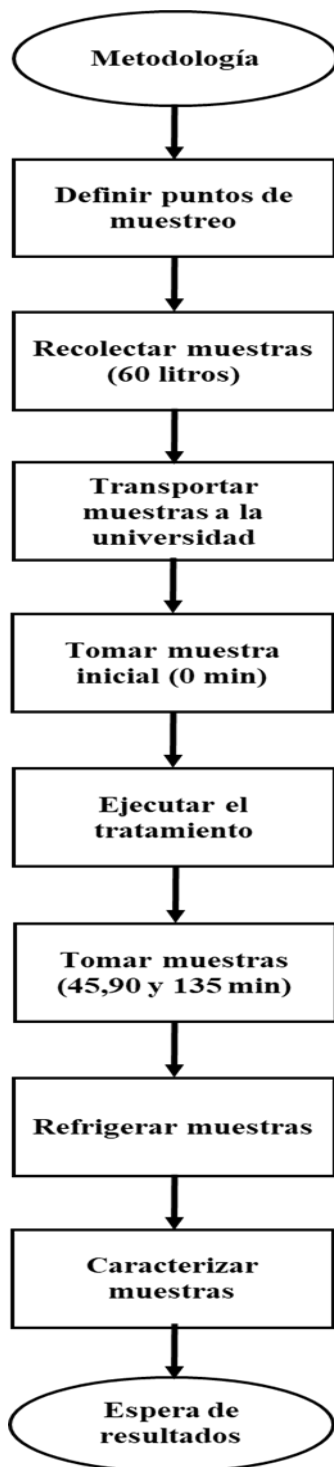 Metodología
Definir puntos de
muestreo
Recolectar muestras
(60 litros)
Transportar
muestras a la
universidad
Tomar muestra
inicial (0 min)
Ejecutar el
tratamiento
Tomar muestras
(45,90 y 135 min)
Refrigerar muestras
Caracterizar
muestras
Espera de
resultados